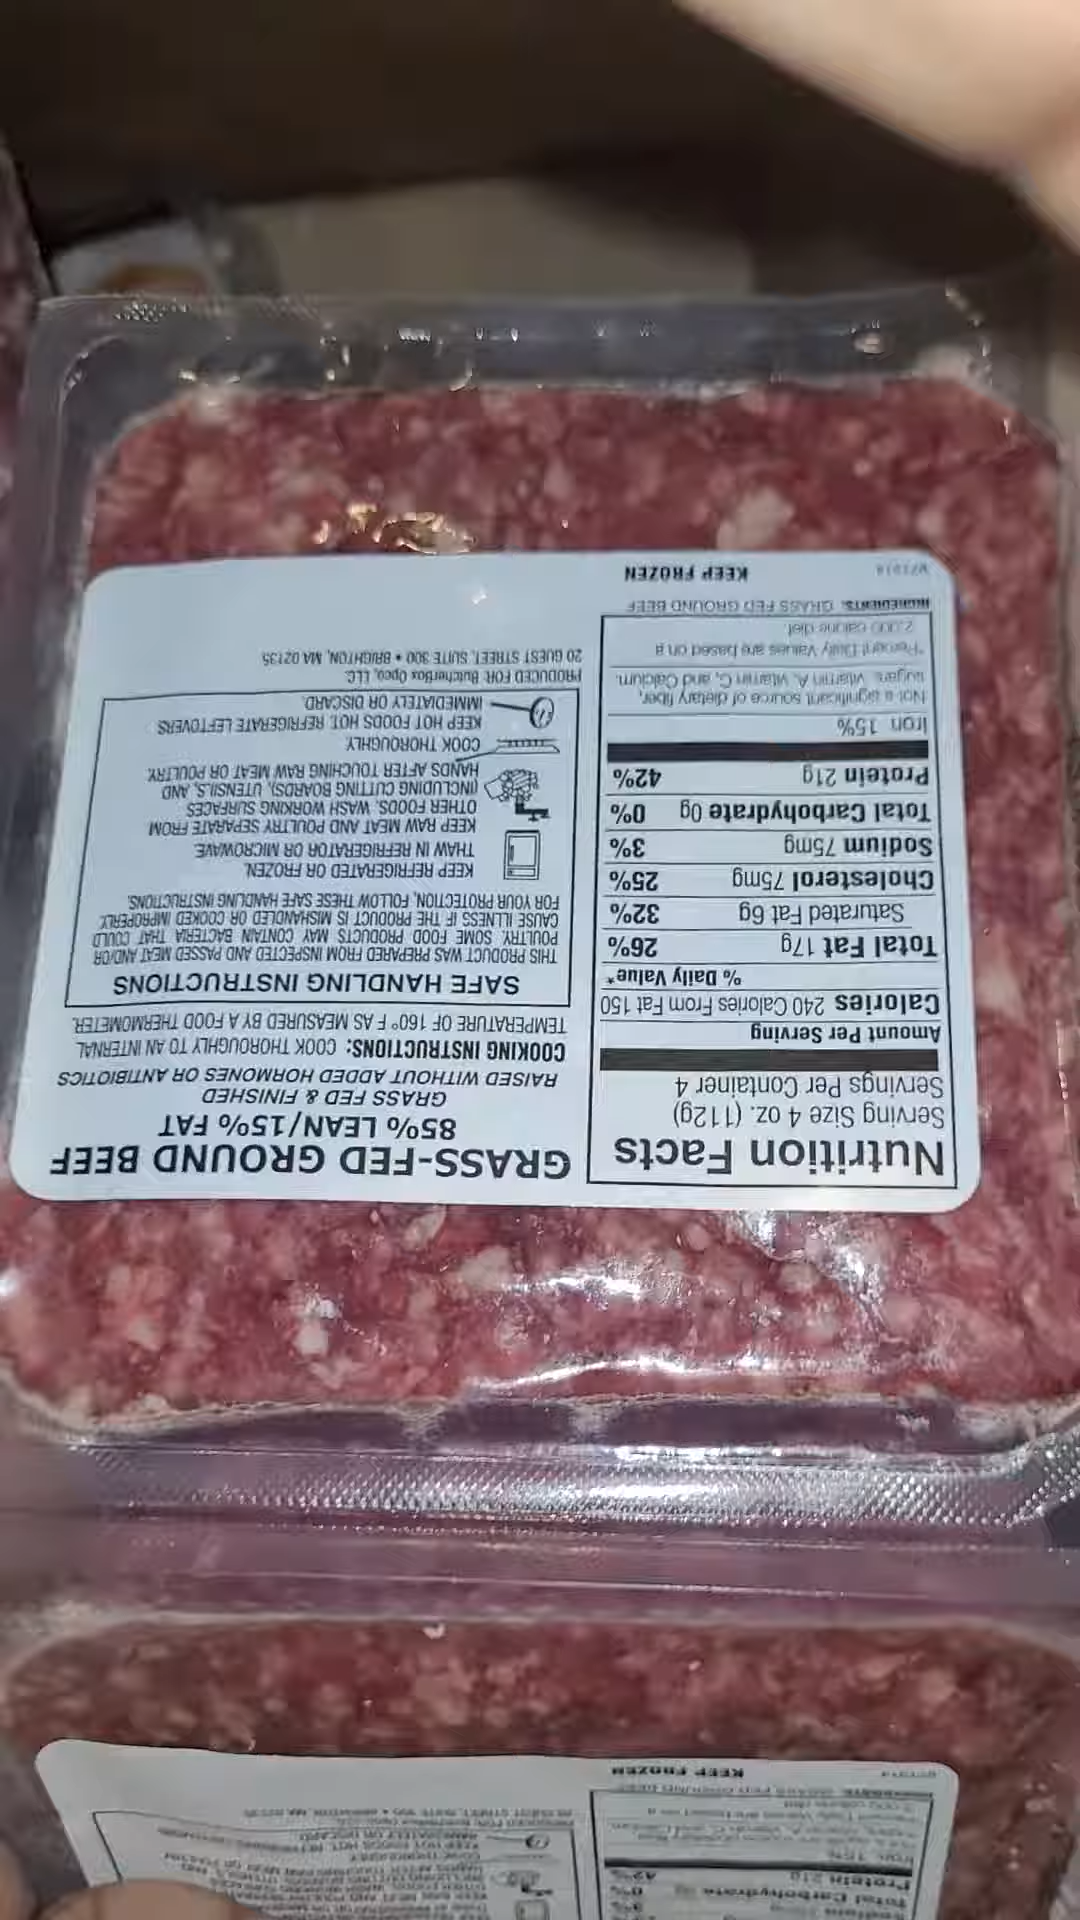 Nutrition Facts
Serving Size 4 oz. (112g)
Servings Per Container 4
Amount Per Serving
Calories 240 Calories From Fat 150
% Daily Value*
Total Fat 17g 26%
Saturated Fat 6g 32%
Cholesterol 75mg 25%
Sodium 75mg 3%
Total Carbohydrate 0g 0%
Protein 21g 42%
Iron 15%
Not a significant source of dietary fiber,
sugars, vitamin A, vitamin C, and Calcium.
*Percent Daily Values are based on a
2,000 calorie diet.
INGREDIENTS: GRASS FED GROUND BEEF
KEEP FROZEN
GRASS-FED GROUND BEEF
85% LEAN/15% FAT
GRASS FED & FINISHED
RAISED WITHOUT ADDED HORMONES OR ANTIBIOTICS
COOKING INSTRUCTIONS: COOK THOROUGHLY TO AN INTERNAL
TEMPERATURE OF 160° F AS MEASURED BY A FOOD THERMOMETER.
SAFE HANDLING INSTRUCTIONS
THIS PRODUCT WAS PREPARED FROM INSPECTED AND PASSED MEAT AND/OR
POULTRY. SOME FOOD PRODUCTS MAY CONTAIN BACTERIA THAT COULD
CAUSE ILLNESS IF THE PRODUCT IS MISHANDLED OR COOKED IMPROPERLY.
FOR YOUR PROTECTION, FOLLOW THESE SAFE HANDLING INSTRUCTIONS.
KEEP REFRIGERATED OR FROZEN.
THAW IN REFRIGERATOR OR MICROWAVE.
KEEP RAW MEAT AND POULTRY SEPARATE FROM
OTHER FOODS. WASH WORKING SURFACES
(INCLUDING CUTTING BOARDS), UTENSILS, AND
HANDS AFTER TOUCHING RAW MEAT OR POULTRY.
COOK THOROUGHLY
KEEP HOT FOODS HOT. REFRIGERATE LEFTOVERS
IMMEDIATELY OR DISCARD.
PRODUCED FOR: ButcherBox Opco, LLC
20 GUEST STREET, SUITE 300 • BRIGHTON, MA 02135
Total Carbohydrate
Protein 21g 42%
KEEP FROZEN